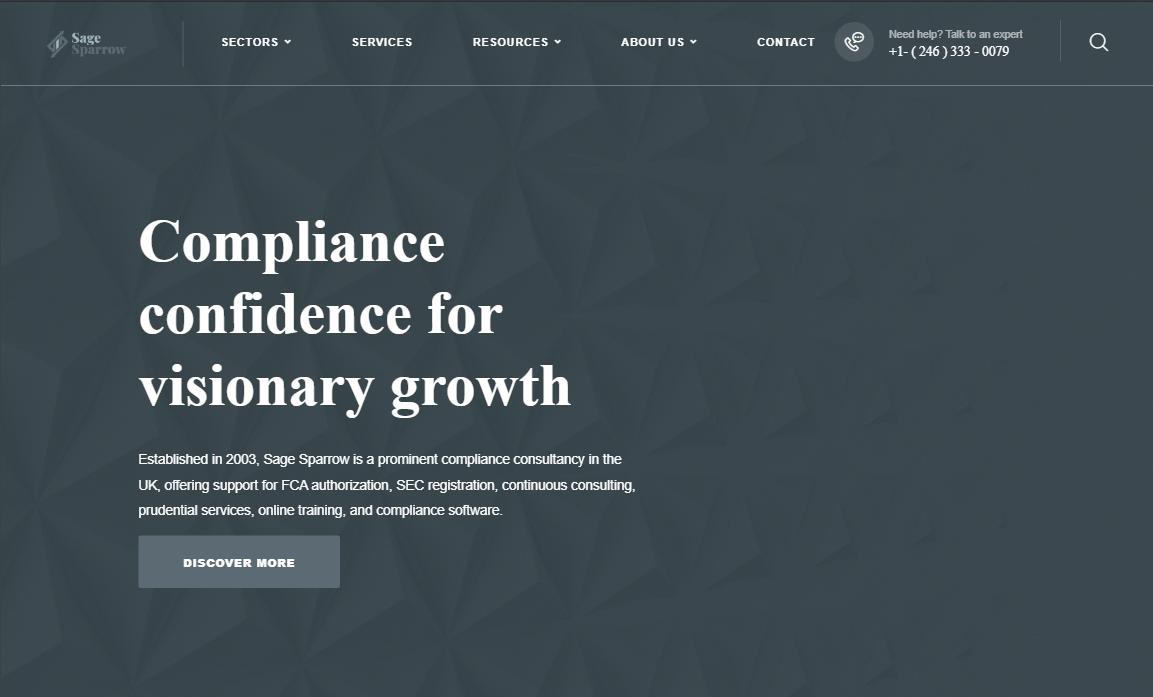 Sage
Sparrow
SECTORS
SERVICES
RESOURCES
ABOUT US
CONTACT
Need help? Talk to an expert
+1- ( 246 ) 333 - 0079
Compliance
confidence for
visionary growth
Established in 2003, Sage Sparrow is a prominent compliance consultancy in the
UK, offering support for FCA authorization, SEC registration, continuous consulting,
prudential services, online training, and compliance software.
DISCOVER MORE